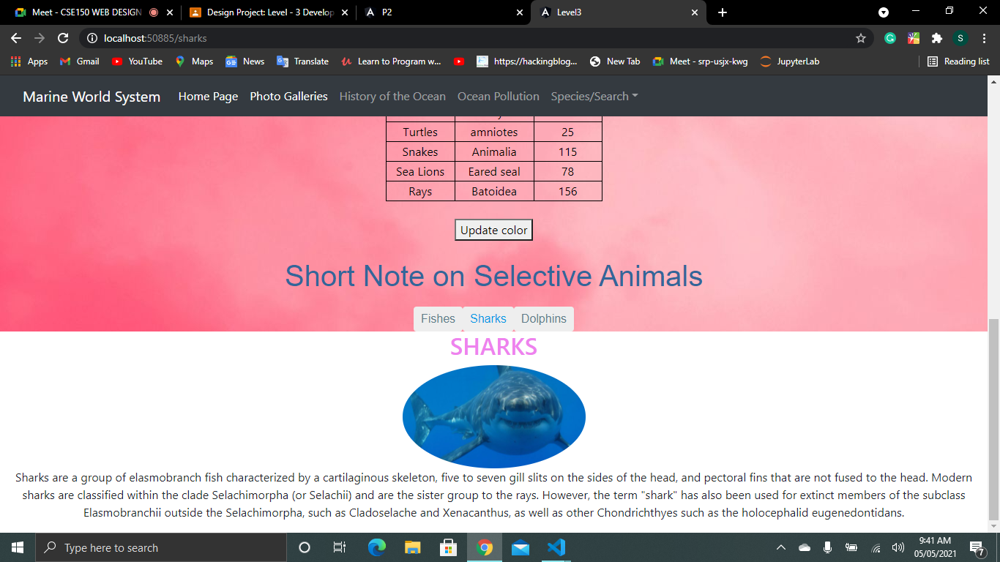 Meet - CSE150 WEB DESIGN
Design Project: Level - 3 Develop
P2
Level3
localhost:50885/sharks
S
Apps
Gmail
YouTube
Maps
News
Translate
Learn to Program w...
https://hackingblog...
New Tab
Meet - srp-usjx-kwg
JupyterLab
Reading list
Marine World System
Home Page
Photo Galleries
History of the Ocean
Ocean Pollution
Species/Search
Turtles amniotes 25
Snakes Animalia 115
Sea Lions Eared seal 78
Rays Batoidea 156
Update color
Short Note on Selective Animals
Fishes Sharks Dolphins
SHARKS
Sharks are a group of elasmobranch fish characterized by a cartilaginous skeleton, five to seven gill slits on the sides of the head, and pectoral fins that are not fused to the head. Modern
sharks are classified within the clade Selachimorpha (or Selachii) and are the sister group to the rays. However, the term "shark" has also been used for extinct members of the subclass
Elasmobranchii outside the Selachimorpha, such as Cladoselache and Xenacanthus, as well as other Chondrichthyes such as the holocephalid eugenedontidans.
Type here to search
9:41 AM
05/05/2021
7